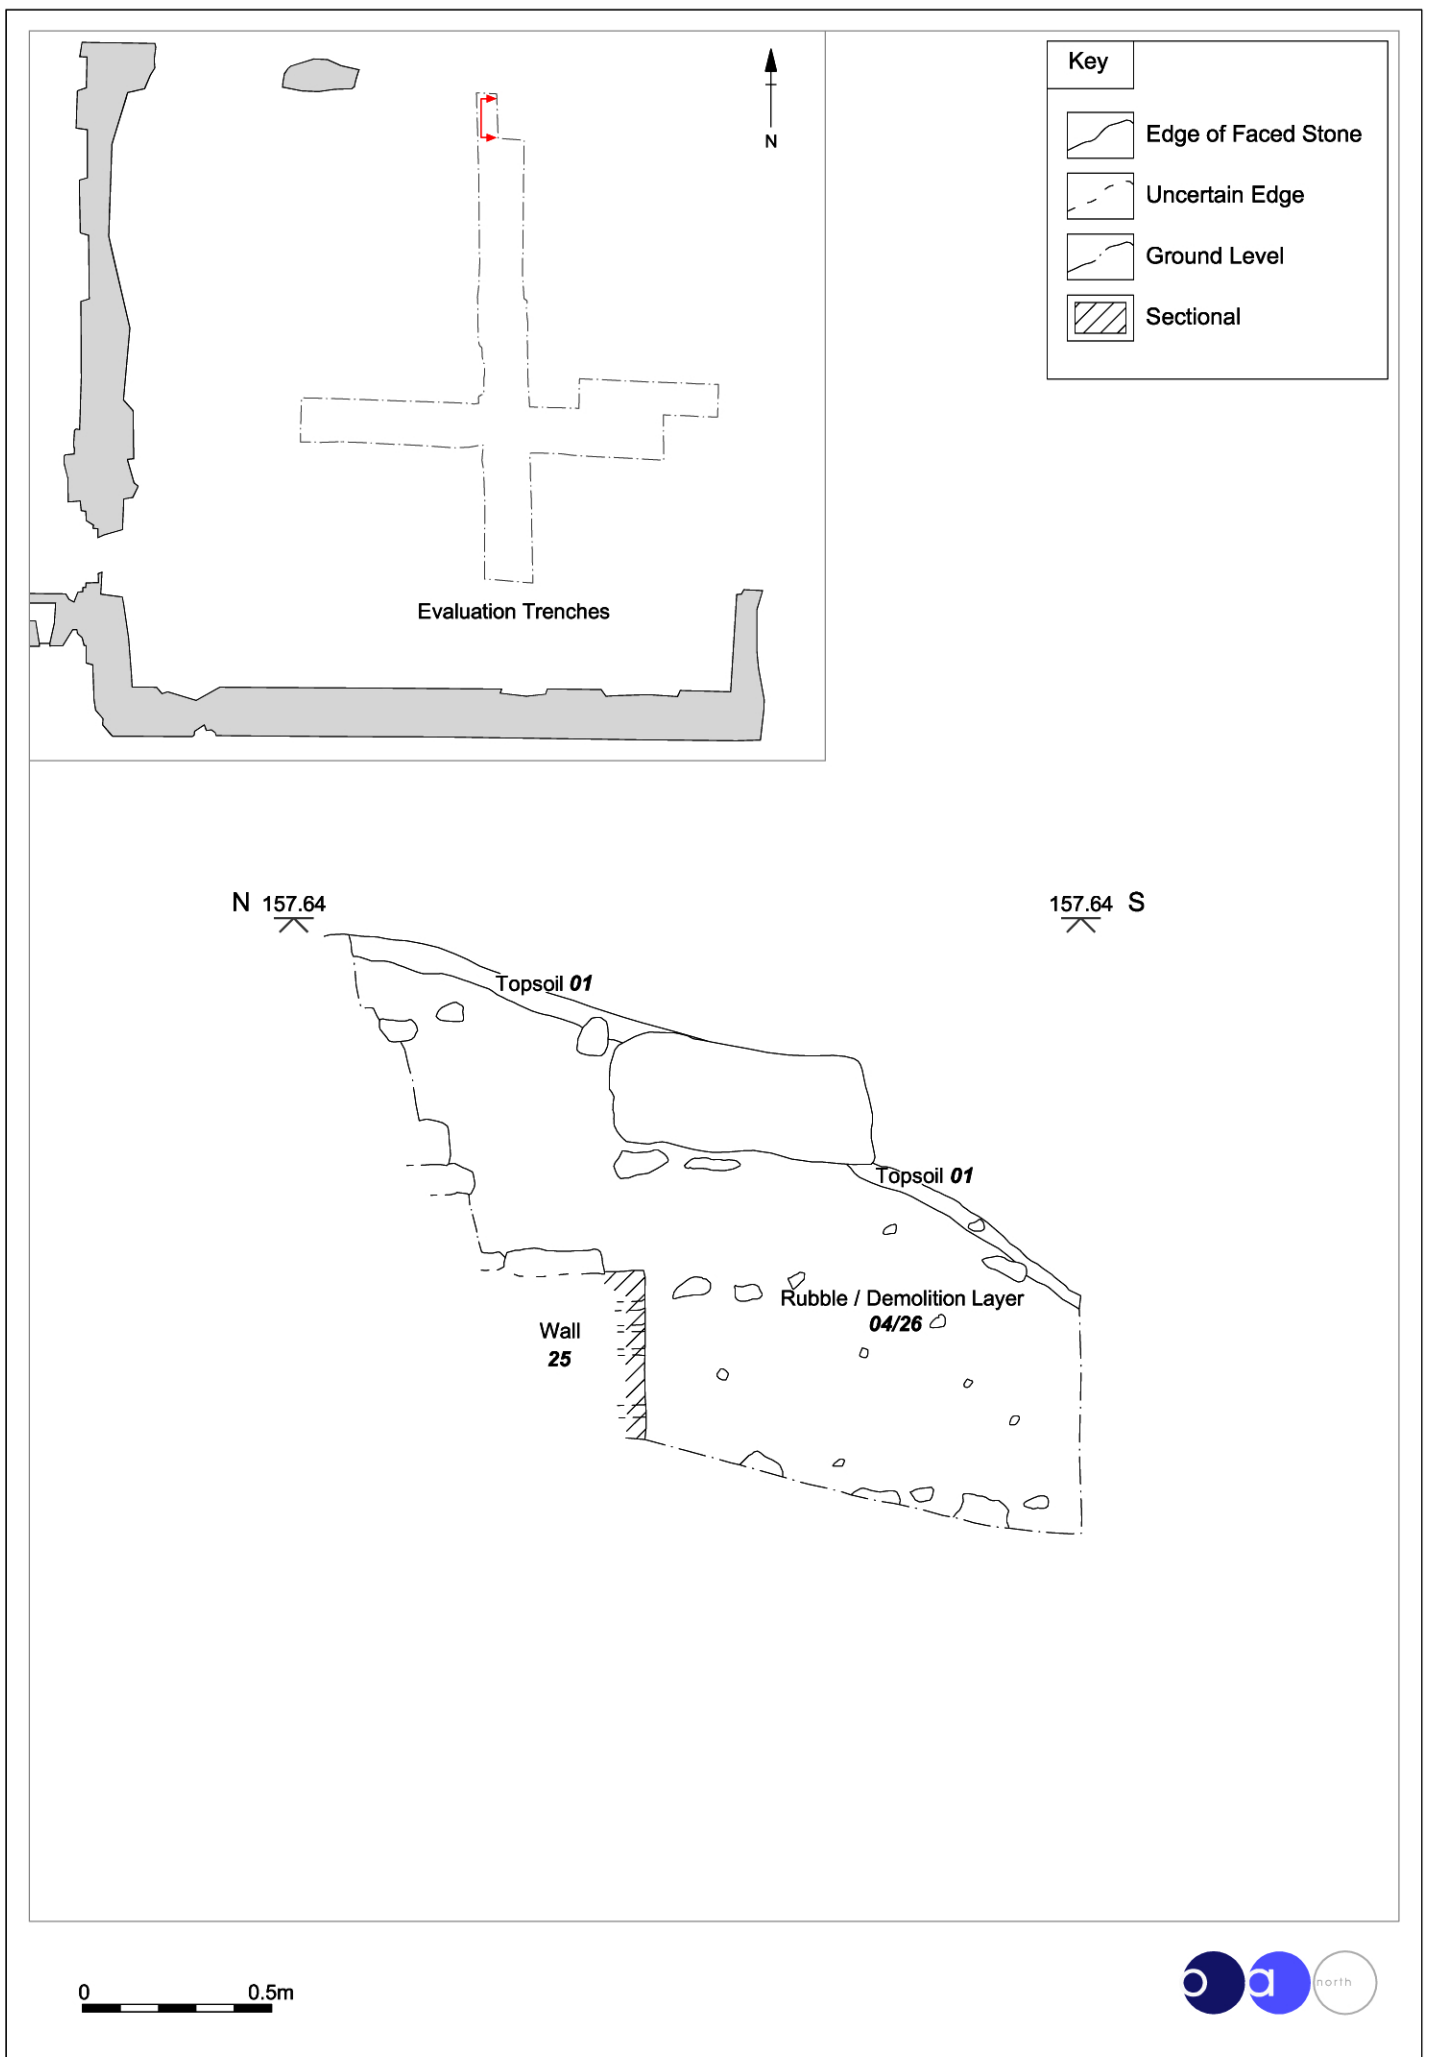 N
Evaluation Trenches
Key
Edge of Faced Stone
Uncertain Edge
Ground Level
Sectional
N 157.64
157.64 S
Topsoil 01
Topsoil 01
Rubble / Demolition Layer
04/26
Wall
25
0 0.5m
oa north